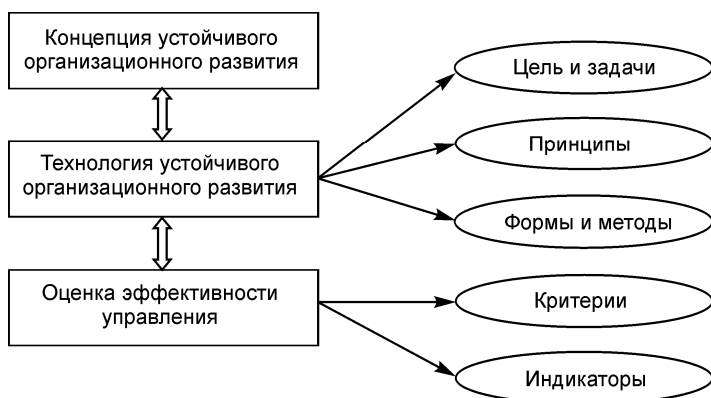 Концепция устойчивого
организационного развития
Цель и задачи
Технология устойчивого
организационного развития
Принципы
Формы и методы
Оценка эффективности
управления
Критерии
Индикаторы